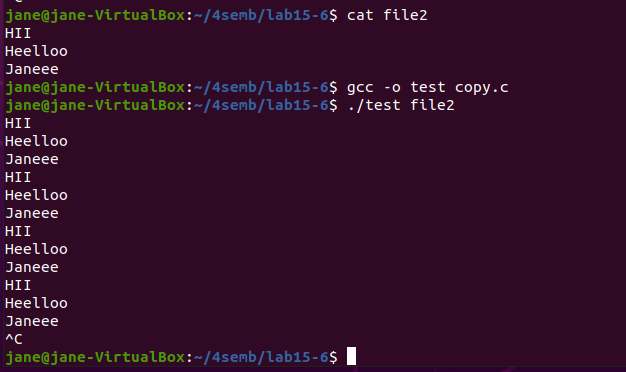 jane@jane-VirtualBox:~/4semb/lab15-6$ cat file2
HII
Heelloo
Janeee
jane@jane-VirtualBox:~/4semb/lab15-6$ gcc -o test copy.c
jane@jane-VirtualBox:~/4semb/lab15-6$ ./test file2
HII
Heelloo
Janeee
HII
Heelloo
Janeee
HII
Heelloo
Janeee
HII
Heelloo
Janeee
^C
jane@jane-VirtualBox:~/4semb/lab15-6$